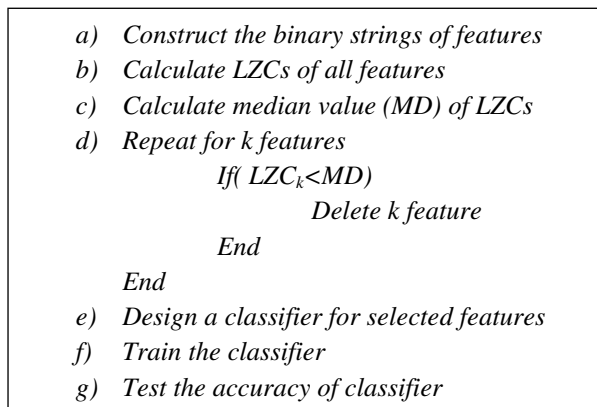 a) Construct the binary strings of features
b) Calculate LZCs of all features
c) Calculate median value (MD) of LZCs
d) Repeat for k features
If( LZCk<MD)
Delete k feature
End
End
e) Design a classifier for selected features
f) Train the classifier
g) Test the accuracy of classifier